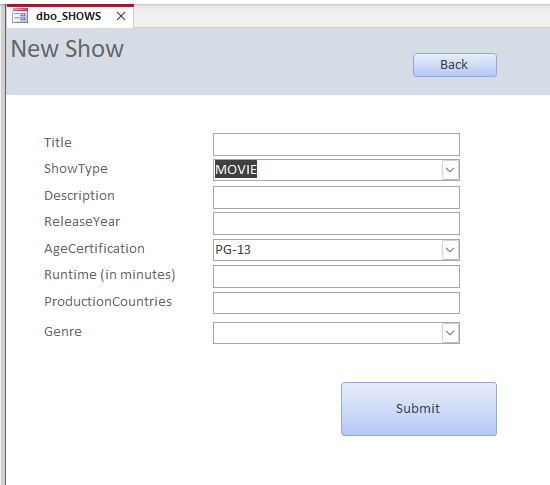 dbo_SHOWS
New Show
Back
Title
ShowType MOVIE
Description
ReleaseYear
AgeCertification PG-13
Runtime (in minutes)
ProductionCountries
Genre
Submit